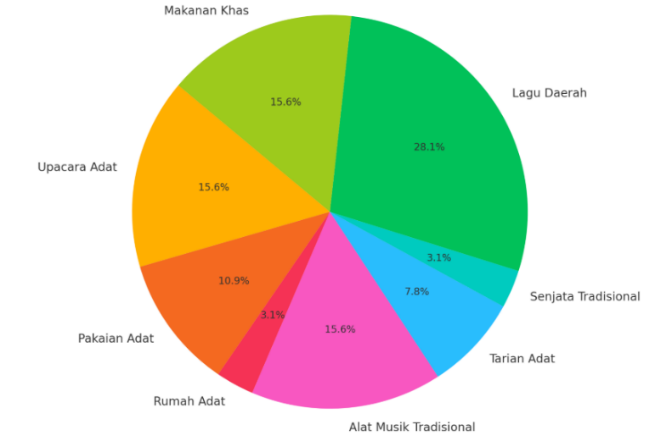 Makanan Khas
15.6%
Lagu Daerah
28.1%
Upacara Adat
15.6%
Senjata Tradisional
3.1%
Pakaian Adat
10.9%
Tarian Adat
7.8%
Rumah Adat
3.1%
Alat Musik Tradisional
15.6%